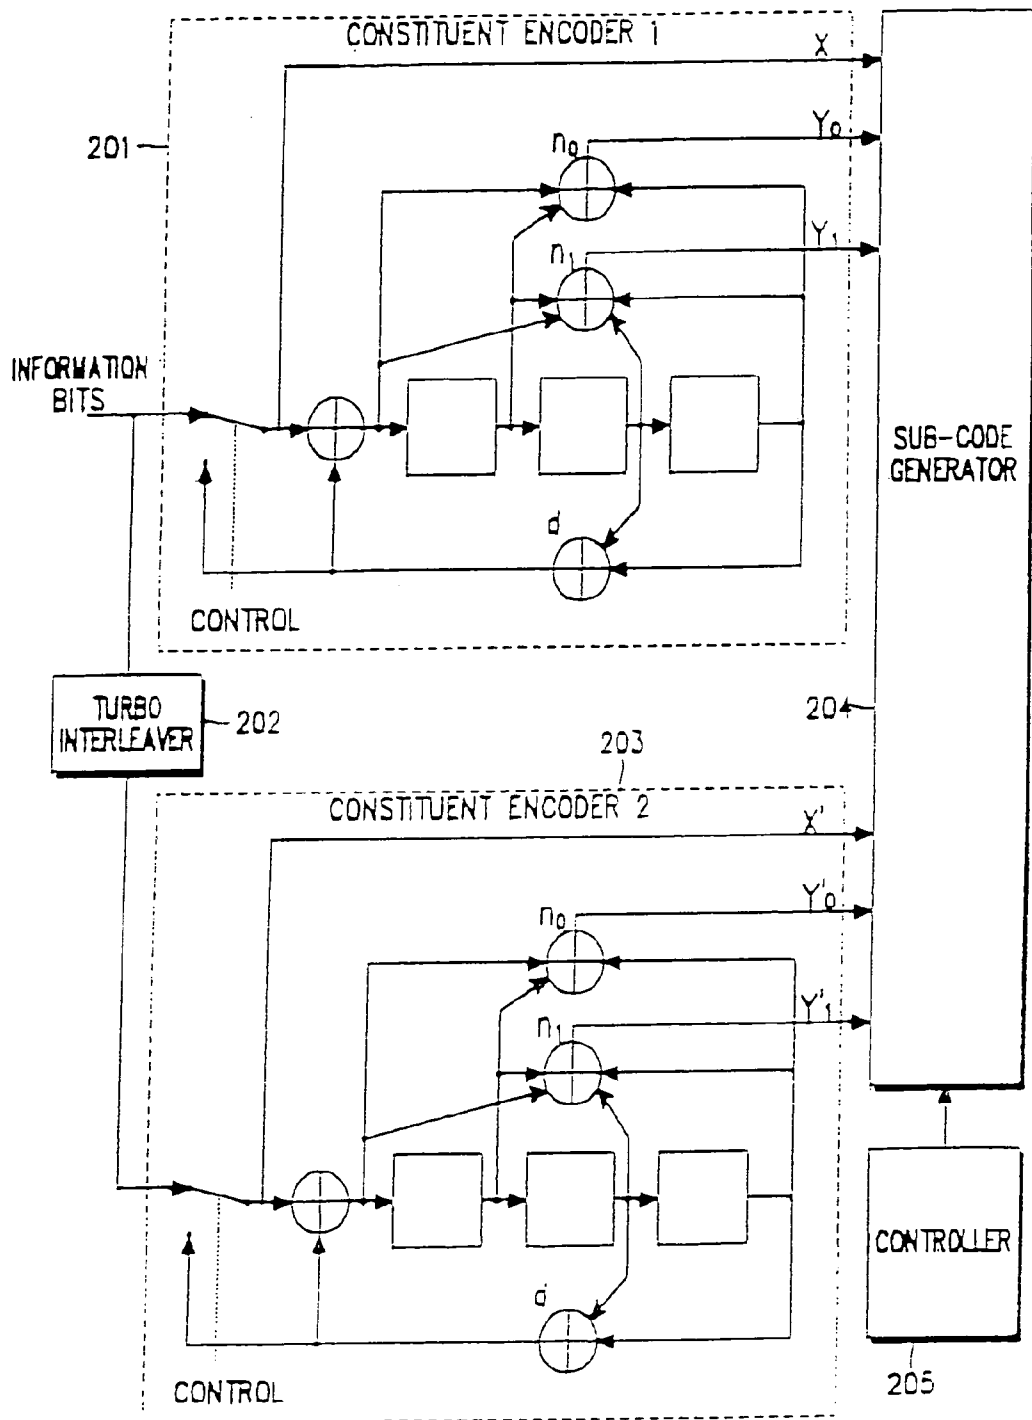 CONSTITUENT ENCODER 1
X
201
n0
Y0
n1
Y1
INFORMATION
BITS
SUB-CODE
GENERATOR
d
CONTROL
TURBO
INTERLEAVER
202
204
203
CONSTITUENT ENCODER 2
X'
n0
Y'0
n1
Y'1
CONTROLLER
d
205
CONTROL